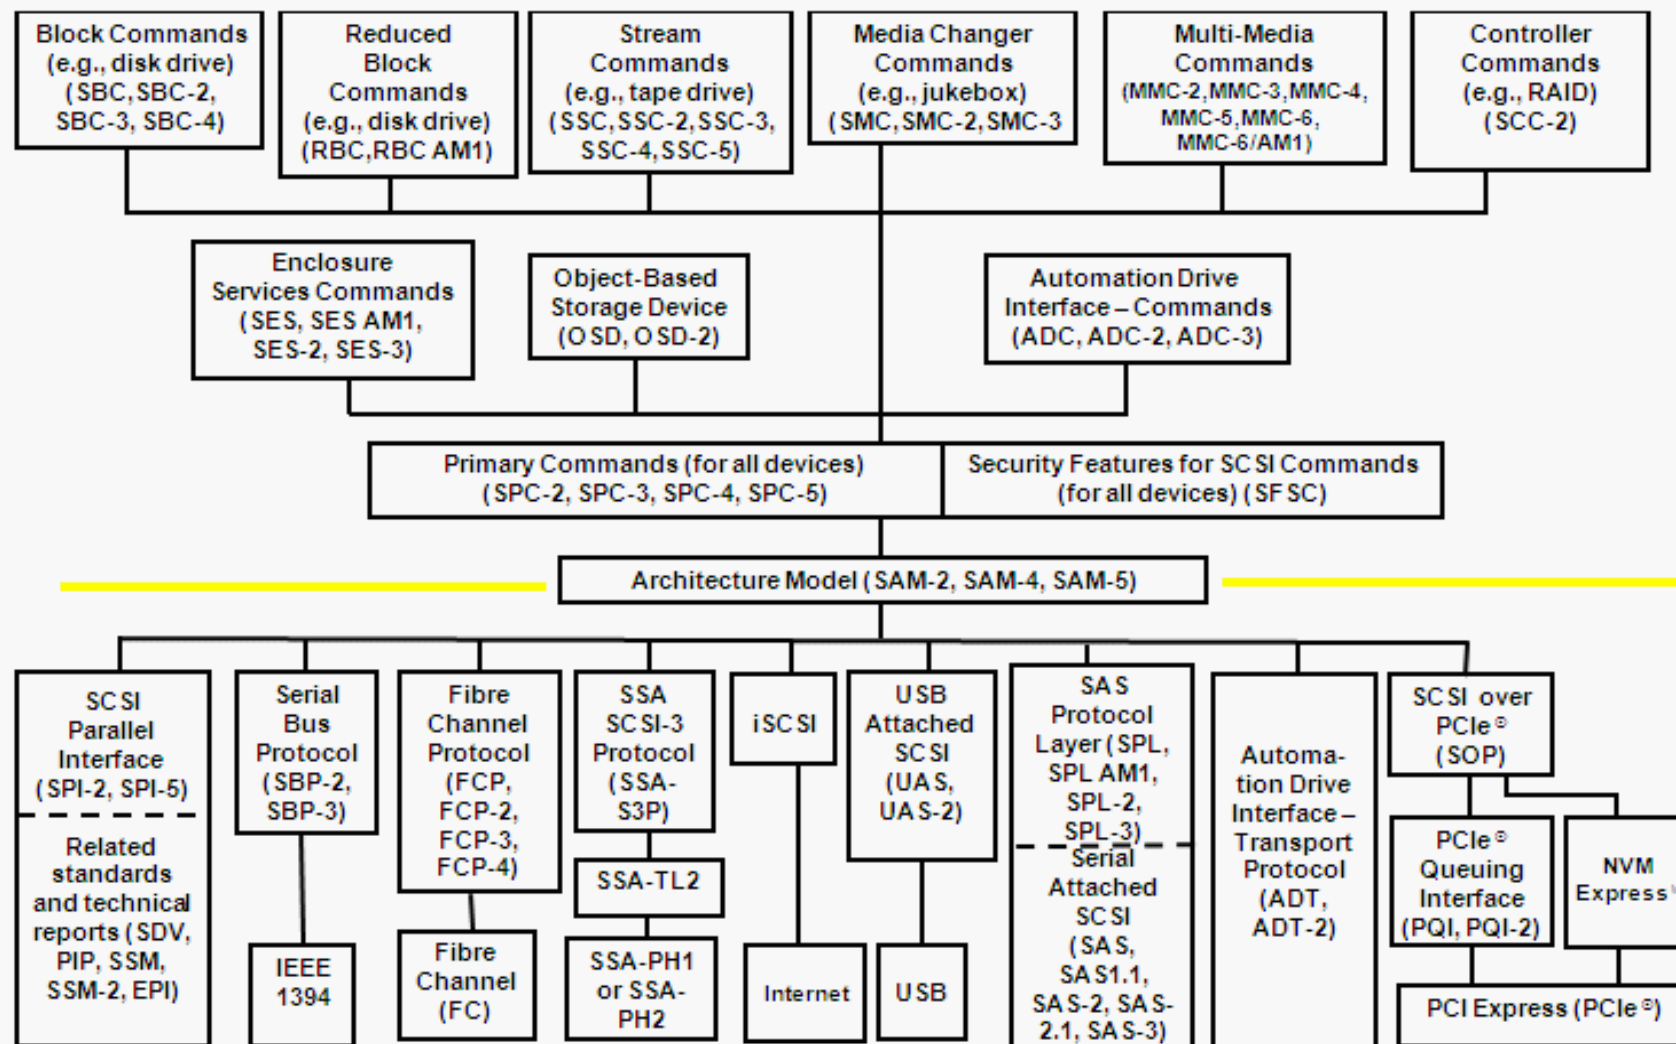 Block Commands
(e.g., disk drive)
(SBC, SBC-2,
SBC-3, SBC-4)
Reduced
Block
Commands
(e.g., disk drive)
(RBC, RBC AM1)
Stream
Commands
(e.g., tape drive)
(SSC, SSC-2, SSC-3,
SSC-4, SSC-5)
Media Changer
Commands
(e.g., jukebox)
(SMC, SMC-2, SMC-3
Multi-Media
Commands
(MMC-2, MMC-3, MMC-4,
MMC-5, MMC-6,
MMC-6/AM1)
Controller
Commands
(e.g., RAID)
(SCC-2)
Enclosure
Services Commands
(SES, SES AM1,
SES-2, SES-3)
Object-Based
Storage Device
(OSD, OSD-2)
Automation Drive
Interface – Commands
(ADC, ADC-2, ADC-3)
Primary Commands (for all devices)
(SPC-2, SPC-3, SPC-4, SPC-5)
Security Features for SCSI Commands
(for all devices) (SFSC)
Architecture Model (SAM-2, SAM-4, SAM-5)
SCSI
Parallel
Interface
(SPI-2, SPI-5)
Related
standards
and technical
reports (SDV,
PIP, SSM,
SSM-2, EPI)
Serial
Bus
Protocol
(SBP-2,
SBP-3)
IEEE
1394
Fibre
Channel
Protocol
(FCP,
FCP-2,
FCP-3,
FCP-4)
Fibre
Channel
(FC)
SSA
SCSI-3
Protocol
(SSA-
S3P)
SSA-TL2
SSA-PH1
or SSA-
PH2
iSCSI
Internet
USB
Attached
SCSI
(UAS,
UAS-2)
USB
SAS
Protocol
Layer (SPL,
SPL AM1,
SPL-2,
SPL-3)
Serial
Attached
SCSI
(SAS,
SAS1.1,
SAS-2, SAS-
2.1, SAS-3)
Automa-
tion Drive
Interface –
Transport
Protocol
(ADT,
ADT-2)
SCSI over
PCIe®
(SOP)
PCIe®
Queuing
Interface
(PQI, PQI-2)
NVM
Express
PCI Express (PCIe®)